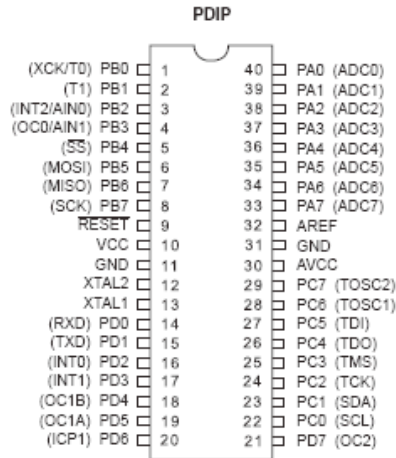 PDIP
(XCK/T0) PB0 1 40 PA0 (ADC0)
(T1) PB1 2 39 PA1 (ADC1)
(INT2/AIN0) PB2 3 38 PA2 (ADC2)
(OC0/AIN1) PB3 4 37 PA3 (ADC3)
(SS) PB4 5 36 PA4 (ADC4)
(MOSI) PB5 6 35 PA5 (ADC5)
(MISO) PB6 7 34 PA6 (ADC6)
(SCK) PB7 8 33 PA7 (ADC7)
RESET 9 32 AREF
VCC 10 31 GND
GND 11 30 AVCC
XTAL2 12 29 PC7 (TOSC2)
XTAL1 13 28 PC6 (TOSC1)
(RXD) PD0 14 27 PC5 (TDI)
(TXD) PD1 15 26 PC4 (TDO)
(INT0) PD2 16 25 PC3 (TMS)
(INT1) PD3 17 24 PC2 (TCK)
(OC1B) PD4 18 23 PC1 (SDA)
(OC1A) PD5 19 22 PC0 (SCL)
(ICP1) PD6 20 21 PD7 (OC2)